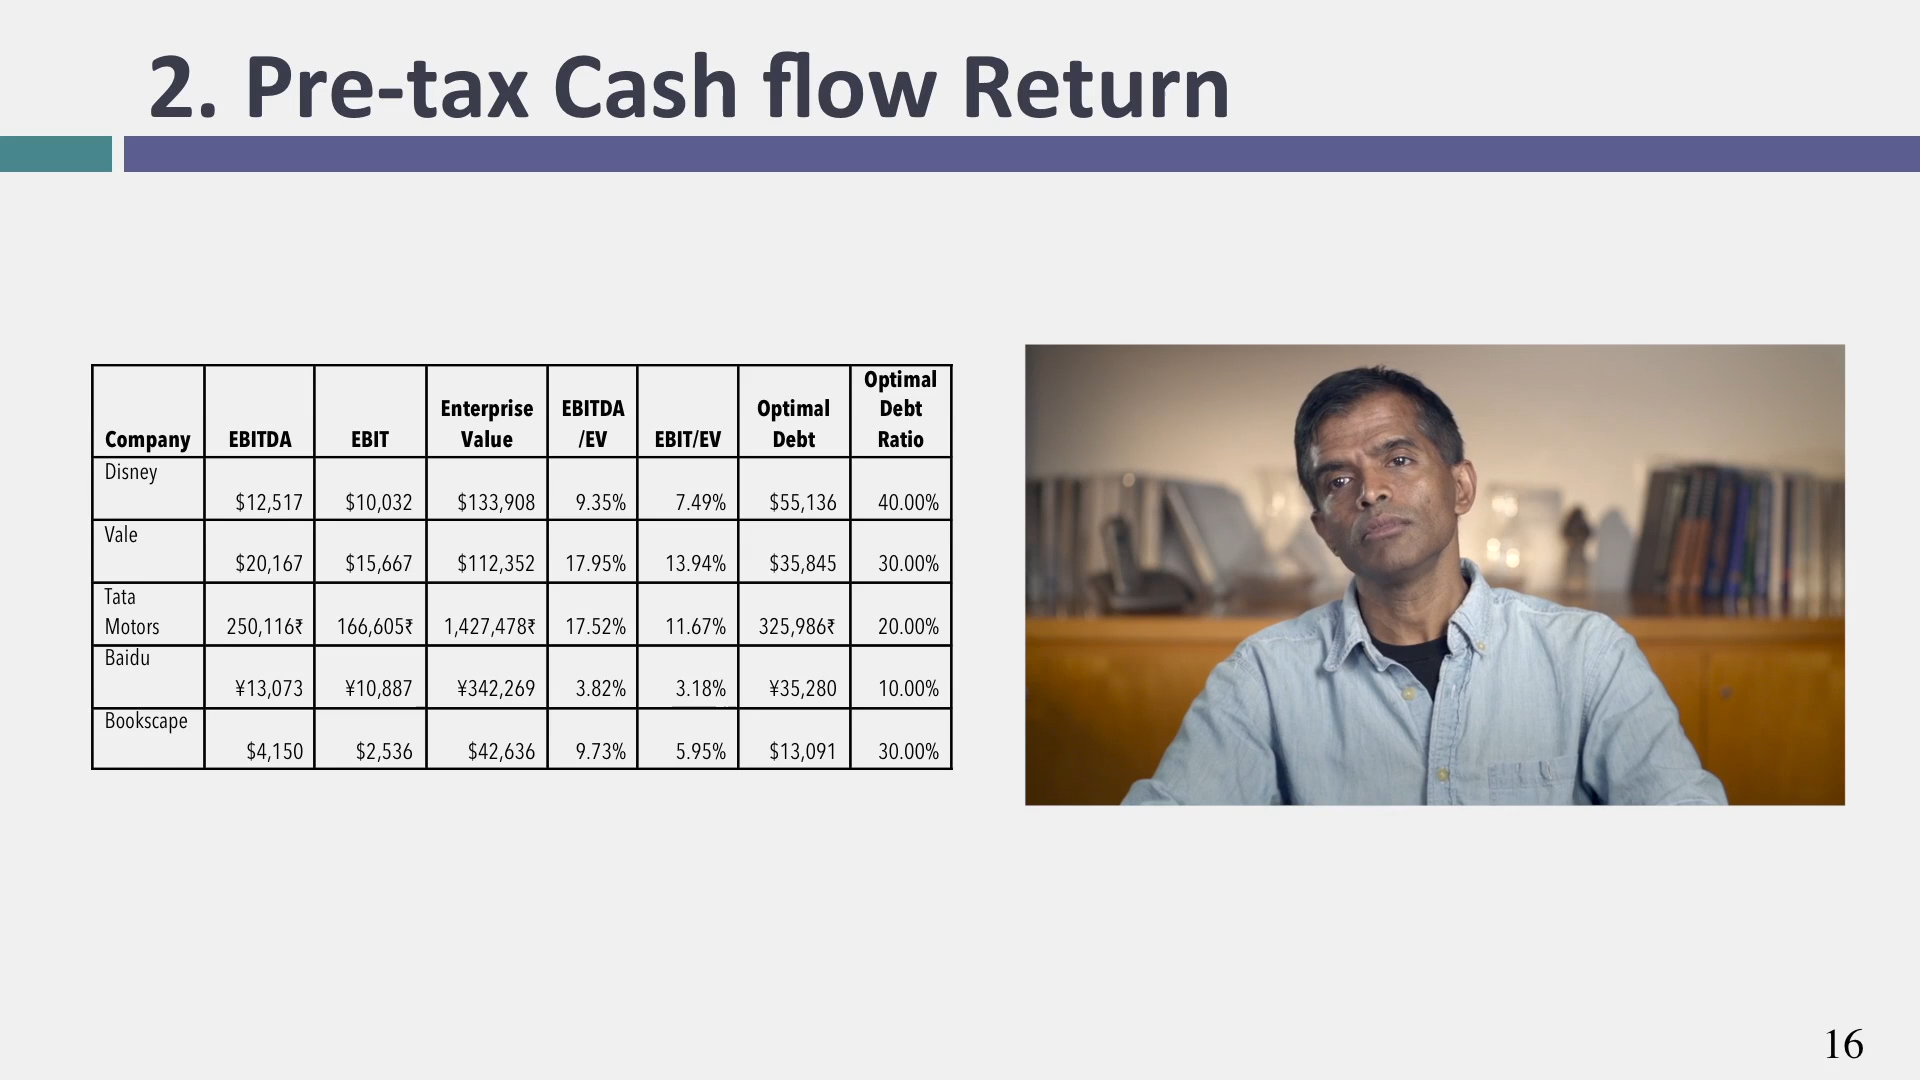 2. Pre-tax Cash flow Return
Company EBITDA EBIT Enterprise Value EBITDA /EV EBIT/EV Optimal Debt Optimal Debt Ratio
Disney $12,517 $10,032 $133,908 9.35% 7.49% $55,136 40.00%
Vale $20,167 $15,667 $112,352 17.95% 13.94% $35,845 30.00%
Tata Motors 250,116₹ 166,605₹ 1,427,478₹ 17.52% 11.67% 325,986₹ 20.00%
Baidu ¥13,073 ¥10,887 ¥342,269 3.82% 3.18% ¥35,280 10.00%
Bookscape $4,150 $2,536 $42,636 9.73% 5.95% $13,091 30.00%
16